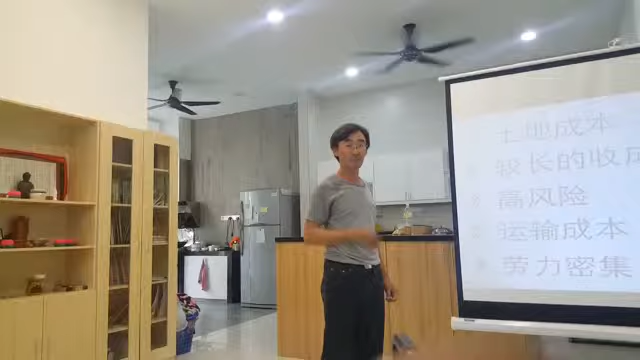 土地成本
较长的收成
高风险
运输成本
劳力密集